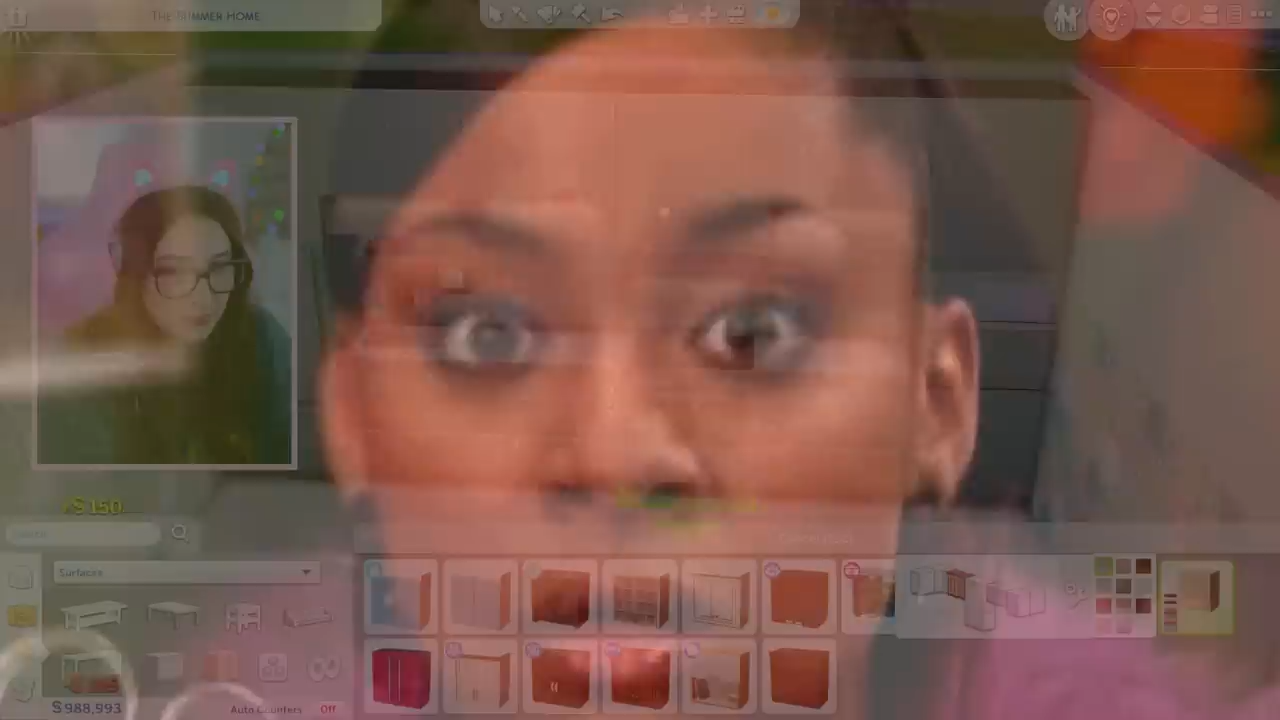 THE SUMMER HOME
-$150
Surfaces
$988,993
Auto Counters Off